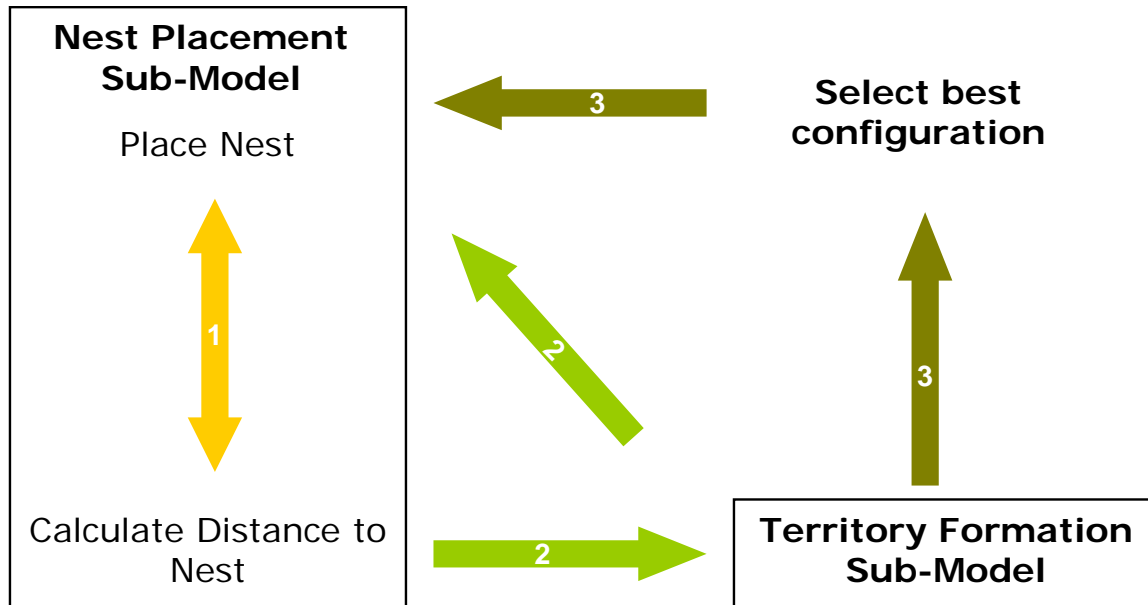 Nest Placement
Sub-Model
Place Nest
1
Calculate Distance to
Nest
3
Select best
configuration
2
2
3
Territory Formation
Sub-Model